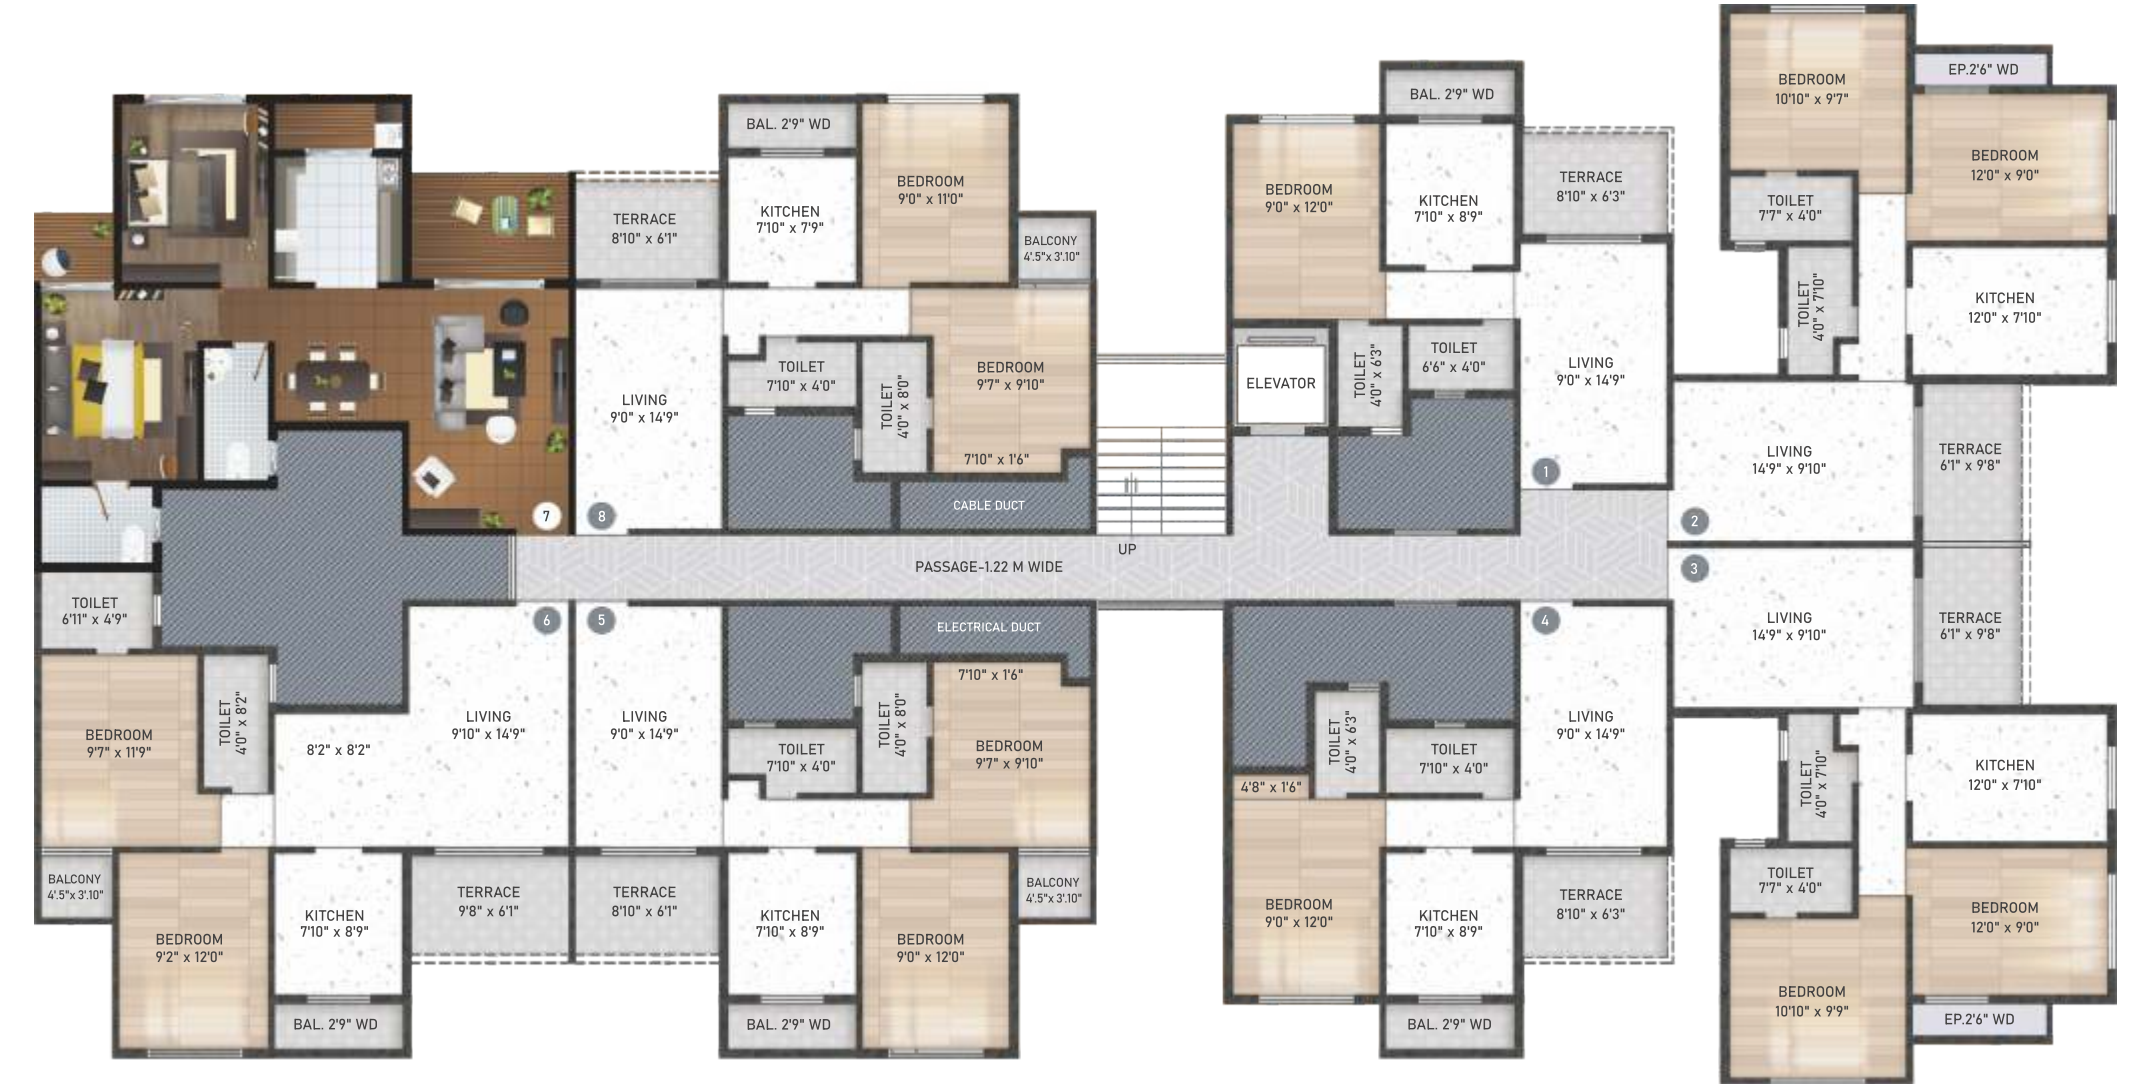 BEDROOM
10'10" x 9'7"
EP.2'6" WD
BEDROOM
12'0" x 9'0"
TOILET
7'7" x 4'0"
TOILET
4'0" x 7'10"
KITCHEN
12'0" x 7'10"
LIVING
14'9" x 9'10"
TERRACE
6'1" x 9'8"
2
BAL. 2'9" WD
BEDROOM
9'0" x 12'0"
KITCHEN
7'10" x 8'9"
TERRACE
8'10" x 6'3"
LIVING
9'0" x 14'9"
ELEVATOR
TOILET
4'0" x 6'3"
TOILET
6'6" x 4'0"
1
BAL. 2'9" WD
BEDROOM
9'0" x 11'0"
KITCHEN
7'10" x 7'9"
TERRACE
8'10" x 6'1"
BALCONY
4'.5"x 3'.10"
LIVING
9'0" x 14'9"
TOILET
7'10" x 4'0"
TOILET
4'0" x 8'0"
BEDROOM
9'7" x 9'10"
7'10" x 1'6"
CABLE DUCT
7
8
UP
PASSAGE-1.22 M WIDE
TOILET
6'11" x 4'9"
6
BEDROOM
9'7" x 11'9"
TOILET
4'0" x 8'2"
8'2" x 8'2"
LIVING
9'10" x 14'9"
BALCONY
4'.5"x 3'.10"
BEDROOM
9'2" x 12'0"
KITCHEN
7'10" x 8'9"
TERRACE
9'8" x 6'1"
BAL. 2'9" WD
5
ELECTRICAL DUCT
7'10" x 1'6"
LIVING
9'0" x 14'9"
TOILET
7'10" x 4'0"
TOILET
4'0" x 8'0"
BEDROOM
9'7" x 9'10"
TERRACE
8'10" x 6'1"
KITCHEN
7'10" x 8'9"
BEDROOM
9'0" x 12'0"
BALCONY
4'.5"x 3'.10"
BAL. 2'9" WD
4
TOILET
4'0" x 6'3"
TOILET
7'10" x 4'0"
LIVING
9'0" x 14'9"
4'8" x 1'6"
BEDROOM
9'0" x 12'0"
KITCHEN
7'10" x 8'9"
TERRACE
8'10" x 6'3"
BAL. 2'9" WD
3
LIVING
14'9" x 9'10"
TERRACE
6'1" x 9'8"
TOILET
4'0" x 7'10"
KITCHEN
12'0" x 7'10"
TOILET
7'7" x 4'0"
BEDROOM
12'0" x 9'0"
BEDROOM
10'10" x 9'9"
EP.2'6" WD